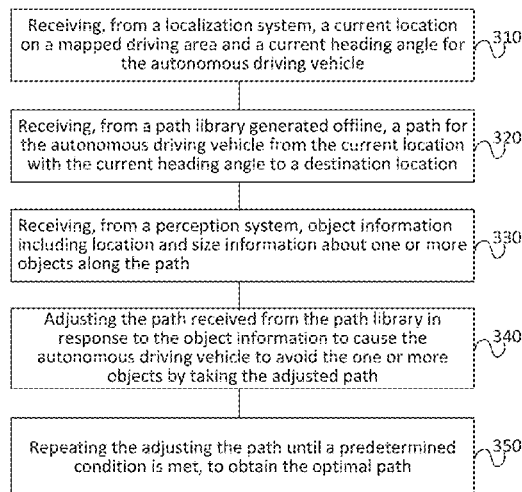 Receiving, from a localization system, a current location
on a mapped driving area and a current heading angle for
the autonomous driving vehicle
310
Receiving, from a path library generated offline, a path for
the autonomous driving vehicle from the current location
with the current heading angle to a destination location
320
Receiving, from a perception system, object information
including location and size information about one or more
objects along the path
330
Adjusting the path received from the path library in
response to the object information to cause the
autonomous driving vehicle to avoid the one or more
objects by taking the adjusted path
340
Repeating the adjusting the path until a predetermined
condition is met, to obtain the optimal path
350